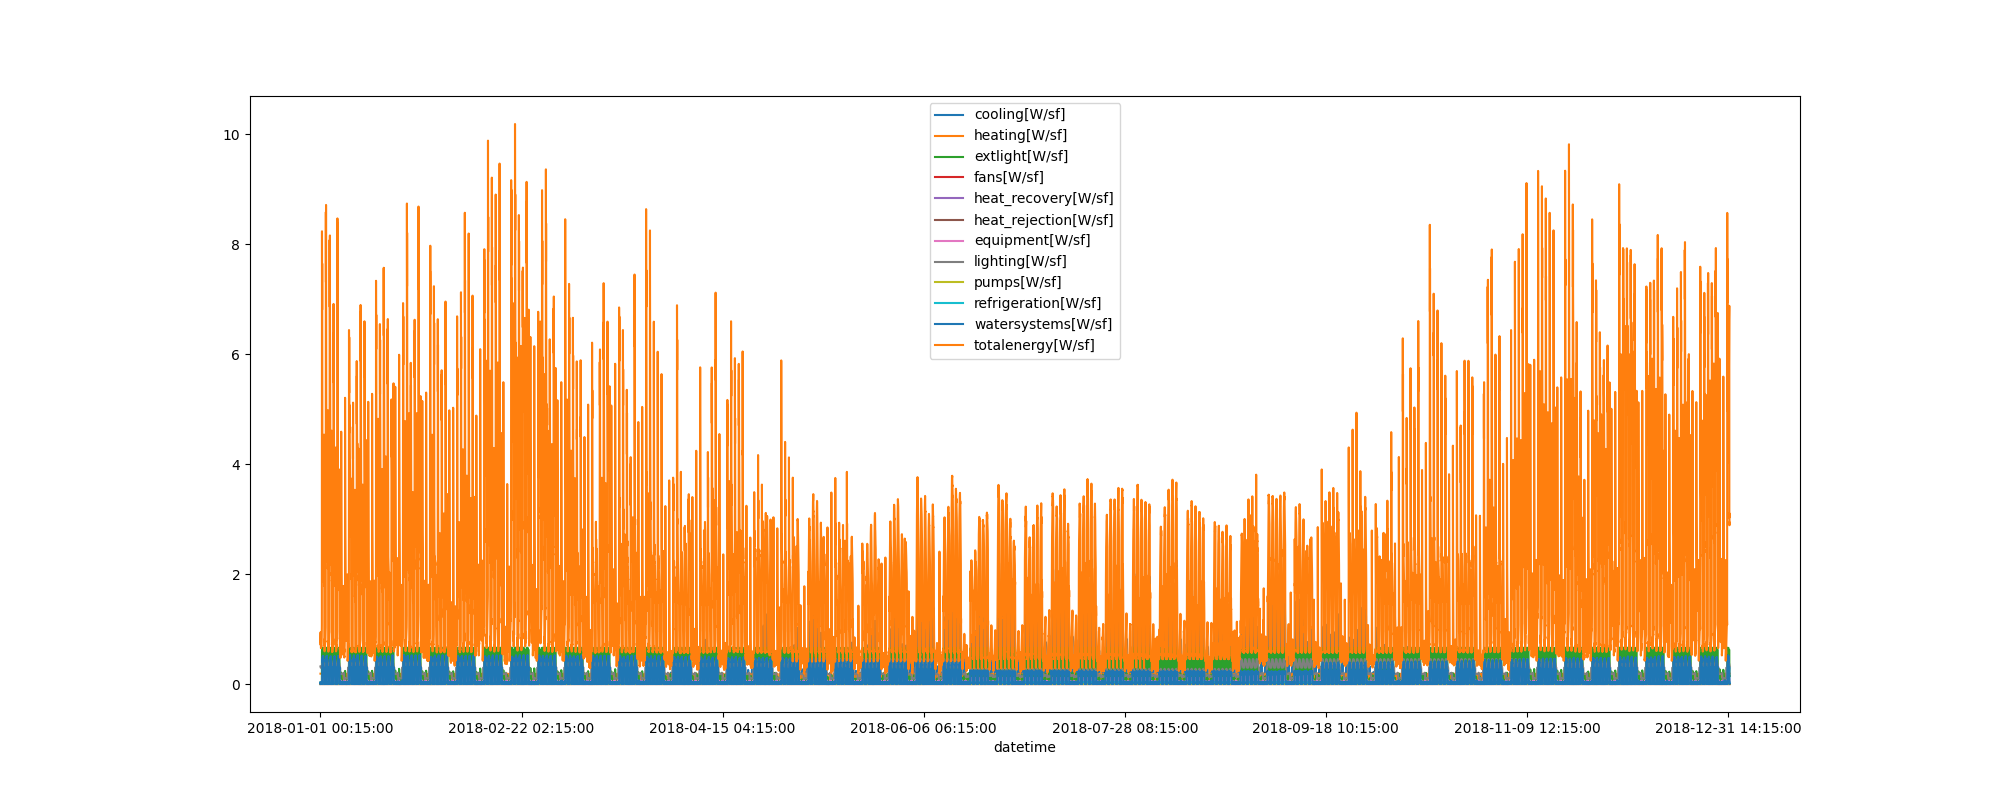 10
8
6
4
2
0
cooling[W/sf]
heating[W/sf]
extlight[W/sf]
fans[W/sf]
heat_recovery[W/sf]
heat_rejection[W/sf]
equipment[W/sf]
lighting[W/sf]
pumps[W/sf]
refrigeration[W/sf]
watersystems[W/sf]
totalenergy[W/sf]
2018-01-01 00:15:00 2018-02-22 02:15:00 2018-04-15 04:15:00 2018-06-06 06:15:00 2018-07-28 08:15:00 2018-09-18 10:15:00 2018-11-09 12:15:00 2018-12-31 14:15:00
datetime